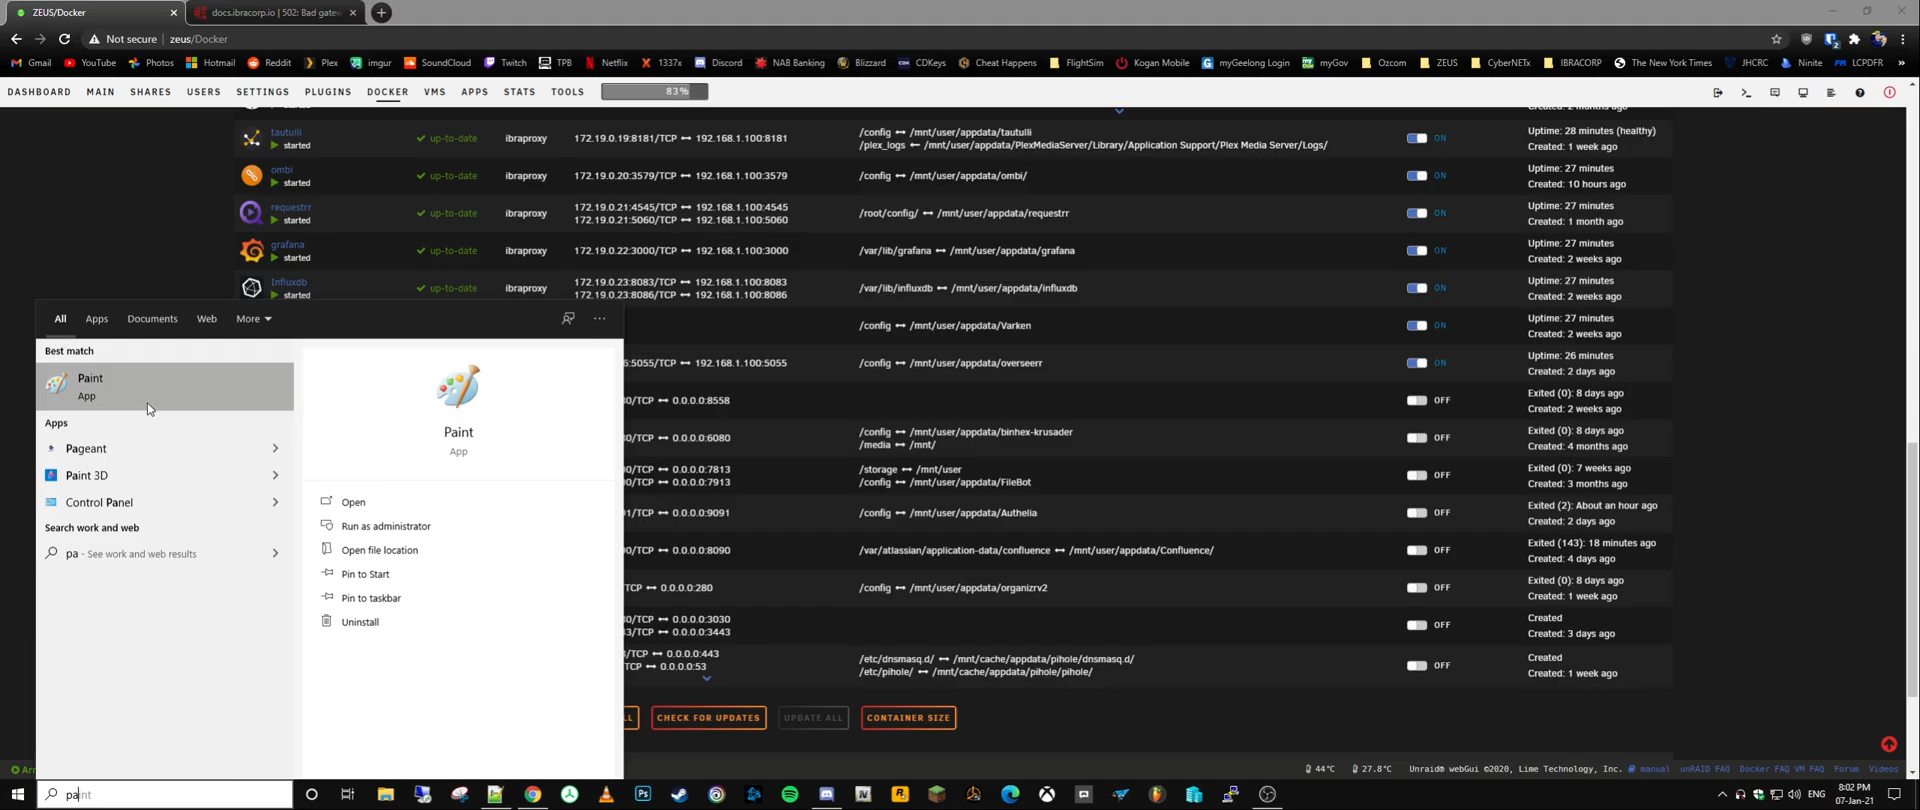 ZEUS/Docker
docs.ibracorp.io | 502: Bad gatew
Not secure | zeus/Docker
Gmail YouTube Photos Hotmail Reddit Plex imgur SoundCloud Twitch TPB Netflix 1337x Discord NAB Banking Blizzard CDKeys Cheat Happens FlightSim Kogan Mobile myGeelong Login myGov Ozcom ZEUS CyberNETx IBRACORP The New York Times JHCRC Ninite LCPDFR »
DASHBOARD MAIN SHARES USERS SETTINGS PLUGINS DOCKER VMS APPS STATS TOOLS 83%
Created: 2 months ago
tautulli
started
up-to-date ibraproxy 172.19.0.19:8181/TCP ↔ 192.168.1.100:8181
/config ↔ /mnt/user/appdata/tautulli
/plex_logs ← /mnt/user/appdata/PlexMediaServer/Library/Application Support/Plex Media Server/Logs/
ON
Uptime: 28 minutes (healthy)
Created: 1 week ago
ombi
started
up-to-date ibraproxy 172.19.0.20:3579/TCP ↔ 192.168.1.100:3579
/config ↔ /mnt/user/appdata/ombi/
ON
Uptime: 27 minutes
Created: 10 hours ago
requestrr
started
up-to-date ibraproxy
172.19.0.21:4545/TCP ↔ 192.168.1.100:4545
172.19.0.21:5060/TCP ↔ 192.168.1.100:5060
/root/config/ ↔ /mnt/user/appdata/requestrr
ON
Uptime: 27 minutes
Created: 1 month ago
grafana
started
up-to-date ibraproxy 172.19.0.22:3000/TCP ↔ 192.168.1.100:3000
/var/lib/grafana ↔ /mnt/user/appdata/grafana
ON
Uptime: 27 minutes
Created: 2 weeks ago
Influxdb
started
up-to-date ibraproxy
172.19.0.23:8083/TCP ↔ 192.168.1.100:8083
172.19.0.23:8086/TCP ↔ 192.168.1.100:8086
/var/lib/influxdb ↔ /mnt/user/appdata/influxdb
ON
Uptime: 27 minutes
Created: 2 weeks ago
/config ↔ /mnt/user/appdata/Varken
ON
Uptime: 27 minutes
Created: 2 weeks ago
5:5055/TCP ↔ 192.168.1.100:5055
/config ↔ /mnt/user/appdata/overseerr
ON
Uptime: 26 minutes
Created: 2 days ago
0/TCP ↔ 0.0.0.0:8558
OFF
Exited (0): 8 days ago
Created: 2 weeks ago
0/TCP ↔ 0.0.0.0:6080
/config ↔ /mnt/user/appdata/binhex-krusader
/media ↔ /mnt/
OFF
Exited (0): 8 days ago
Created: 4 months ago
0/TCP ↔ 0.0.0.0:7813
00/TCP ↔ 0.0.0.0:7913
/storage ↔ /mnt/user
/config ↔ /mnt/user/appdata/FileBot
OFF
Exited (0): 7 weeks ago
Created: 3 months ago
1/TCP ↔ 0.0.0.0:9091
/config ↔ /mnt/user/appdata/Authelia
OFF
Exited (2): About an hour ago
Created: 2 days ago
0/TCP ↔ 0.0.0.0:8090
/var/atlassian/application-data/confluence ↔ /mnt/user/appdata/Confluence/
OFF
Exited (143): 18 minutes ago
Created: 4 days ago
/TCP ↔ 0.0.0.0:280
/config ↔ /mnt/user/appdata/organizrv2
OFF
Exited (0): 8 days ago
Created: 1 week ago
30/TCP ↔ 0.0.0.0:3030
3/TCP ↔ 0.0.0.0:3443
OFF
Created
Created: 3 days ago
/TCP ↔ 0.0.0.0:443
TCP ↔ 0.0.0.0:53
/etc/dnsmasq.d/ ↔ /mnt/cache/appdata/pihole/dnsmasq.d/
/etc/pihole/ ↔ /mnt/cache/appdata/pihole/pihole/
OFF
Created
Created: 1 week ago
LL CHECK FOR UPDATES UPDATE ALL CONTAINER SIZE
All Apps Documents Web More
Best match
Paint
App
Apps
Pageant
Paint 3D
Control Panel
Search work and web
pa - See work and web results
Paint
App
Open
Run as administrator
Open file location
Pin to Start
Pin to taskbar
Uninstall
Arr
44°C 27.8°C Unraid® webGui ©2020, Lime Technology, Inc. manual unRAID FAQ Docker FAQ VM FAQ Forum Videos
paint
ENG
8:02 PM
07-Jan-21